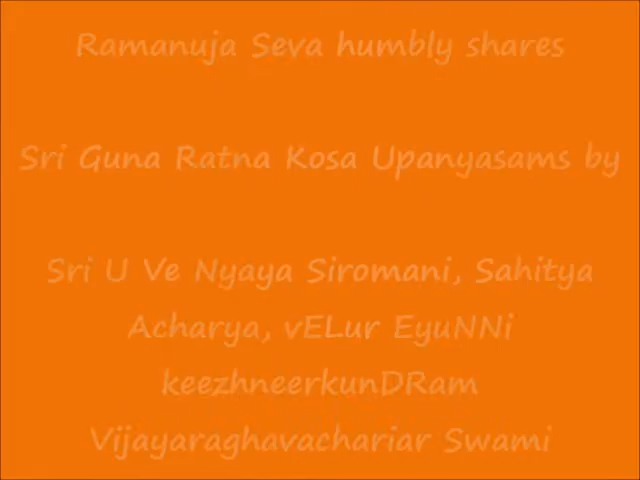 Ramanuja Seva humbly shares
Sri Guna Ratna Kosa Upanyasams by
Sri U Ve Nyaya Siromani, Sahitya
Acharya, vELur EyuNNi
keezhneerkunDRam
Vijayaraghavachariar Swami